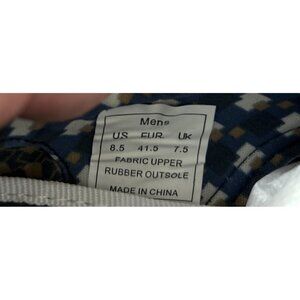 Mens
US EUR. UK
8.5 41.5 7.5
FABRIC UPPER
RUBBER OUTSOLE
MADE IN CHINA